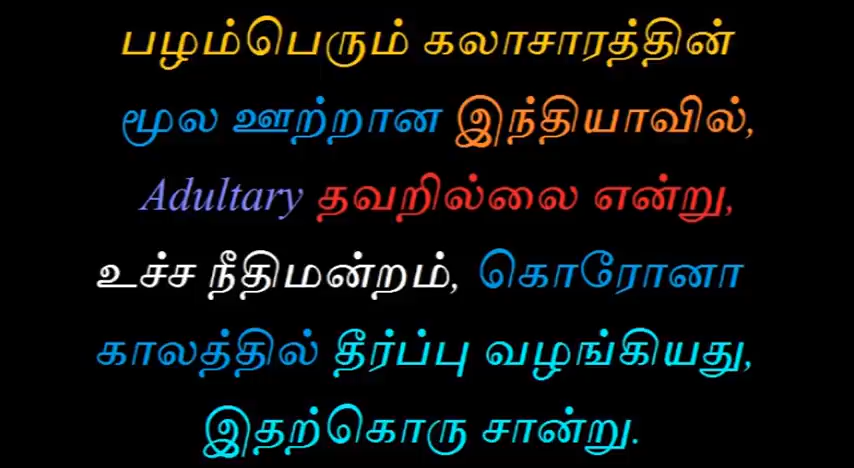 பழம்பெரும் கலாசாரத்தின்
மூல ஊற்றான இந்தியாவில்,
Adultary தவறில்லை என்று,
உச்ச நீதிமன்றம், கொரோனா
காலத்தில் தீர்ப்பு வழங்கியது,
இதற்கொரு சான்று.